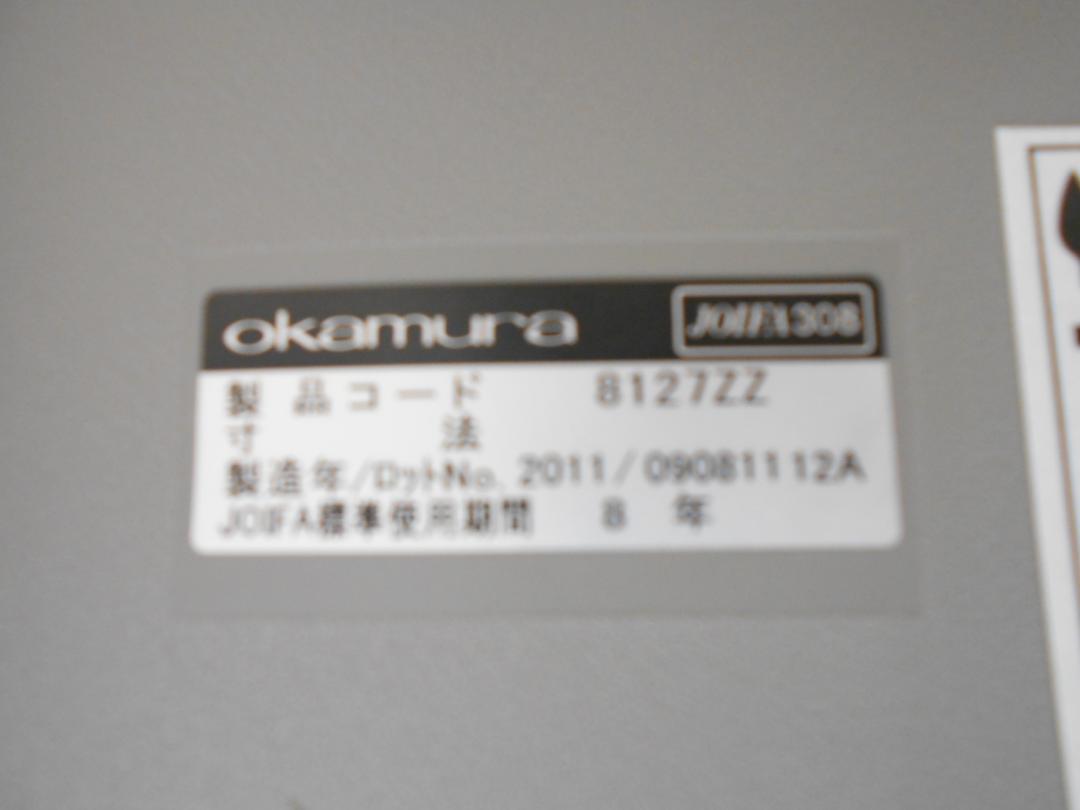 okamura JOIFA308
製品コード 8127ZZ
寸法
製造年/ロットNo. 2011/09081112A
JOIFA標準使用期間 8年